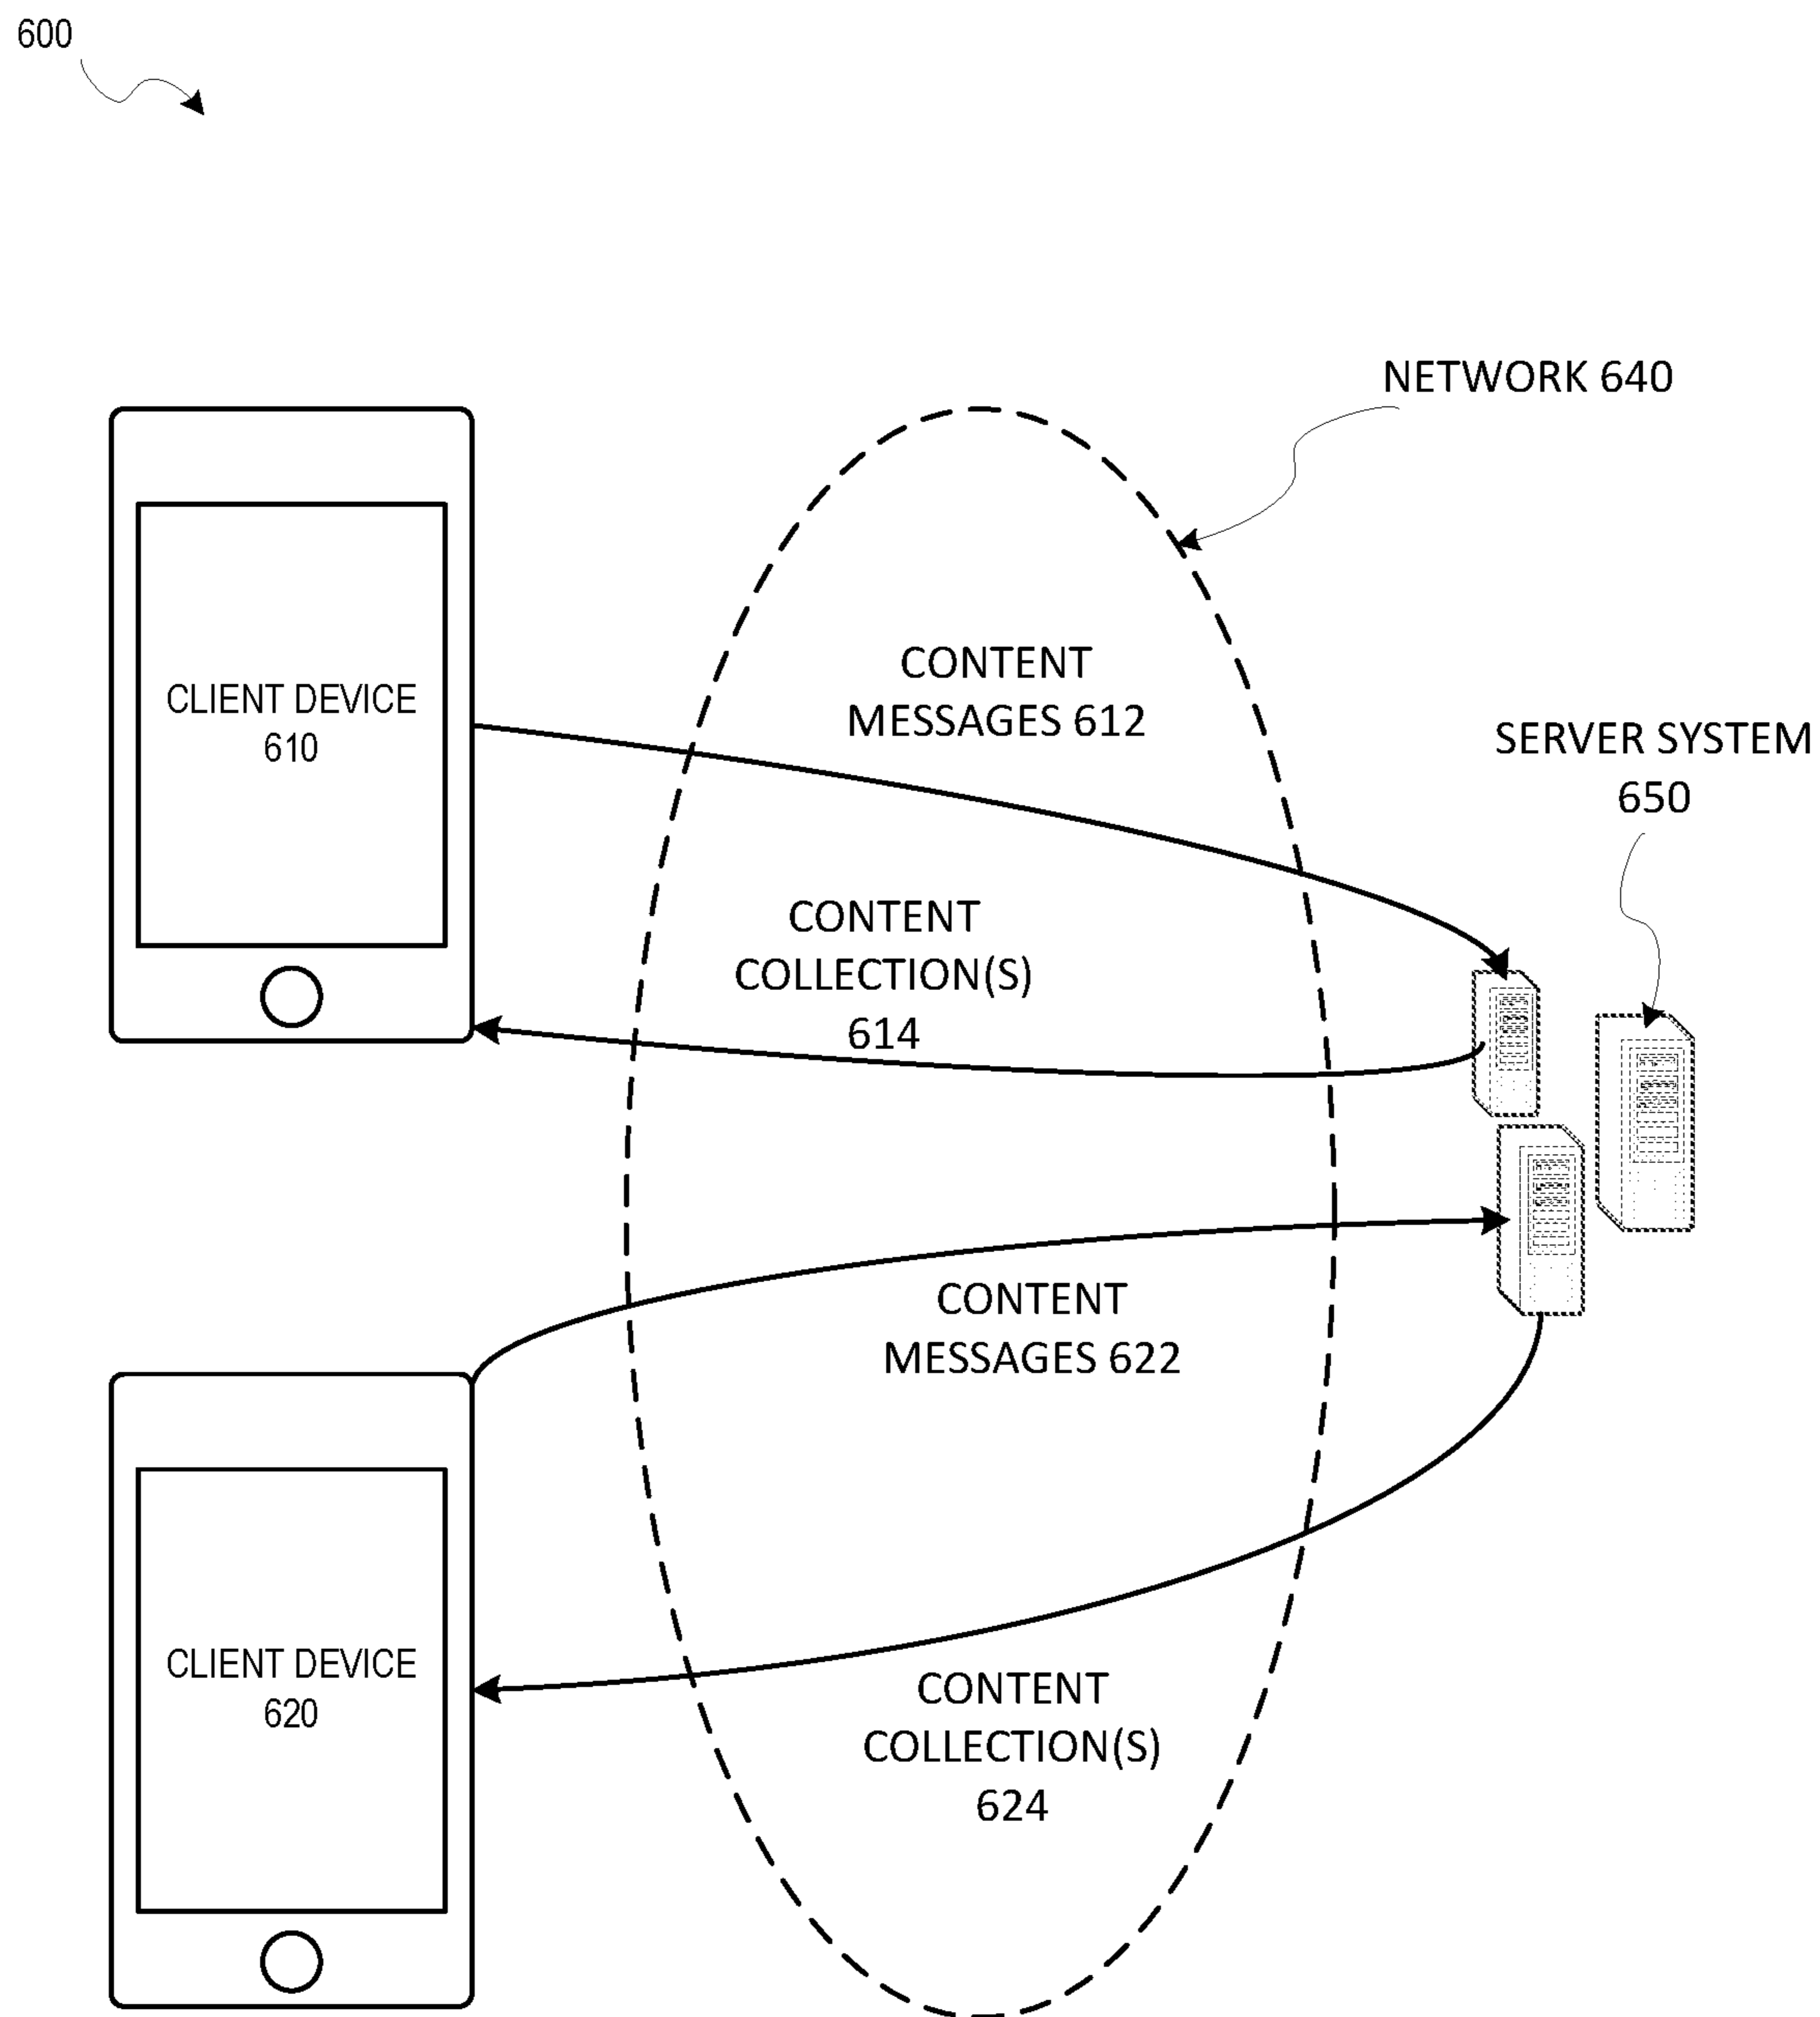 600
NETWORK 640
CLIENT DEVICE
610
CONTENT
MESSAGES 612
SERVER SYSTEM
650
CONTENT
COLLECTION(S)
614
CONTENT
MESSAGES 622
CLIENT DEVICE
620
CONTENT
COLLECTION(S)
624